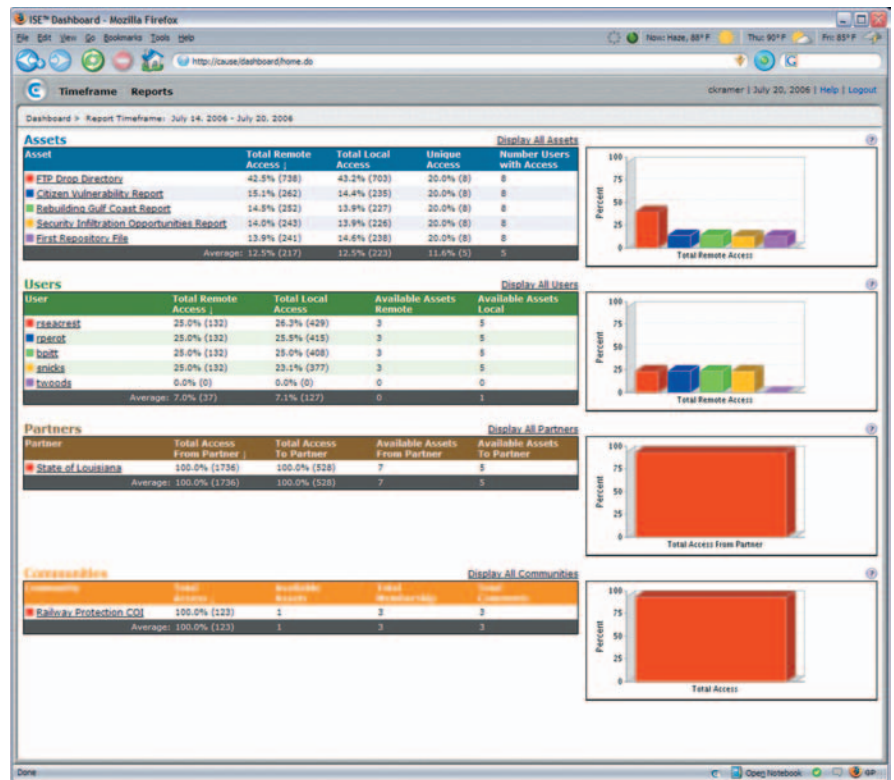 ISE™ Dashboard - Mozilla Firefox
File Edit View Go Bookmarks Tools Help
Now: Haze, 88° F Thu: 90° F Fri: 85° F
http://cause/dashboard/home.do
G
Timeframe Reports
ckramer | July 20, 2006 | Help | Logout
Dashboard > Report Timeframe: July 14, 2006 - July 20, 2006
Assets
Display All Assets
Asset Total Remote Access ↓ Total Local Access Unique Access Number Users with Access
FTP Drop Directory 42.5% (738) 43.2% (703) 20.0% (8) 8
Citizen Vulnerability Report 15.1% (262) 14.4% (235) 20.0% (8) 8
Rebuilding Gulf Coast Report 14.5% (252) 13.9% (227) 20.0% (8) 8
Security Infiltration Opportunities Report 14.0% (243) 13.9% (226) 20.0% (8) 8
First Repository File 13.9% (241) 14.6% (238) 20.0% (8) 8
Average: 12.5% (217) 12.5% (223) 11.6% (5) 5
?
100
75
50
25
0
Percent
Total Remote Access
Users
Display All Users
User Total Remote Access ↓ Total Local Access Available Assets Remote Available Assets Local
rseacrest 25.0% (132) 26.3% (429) 3 5
rperot 25.0% (132) 25.5% (415) 3 5
bpitt 25.0% (132) 25.0% (408) 3 5
snicks 25.0% (132) 23.1% (377) 3 5
twoods 0.0% (0) 0.0% (0) 0 0
Average: 7.0% (37) 7.1% (127) 0 1
?
100
75
50
25
0
Percent
Total Remote Access
Partners
Display All Partners
Partner Total Access From Partner ↓ Total Access To Partner Available Assets From Partner Available Assets To Partner
State of Louisiana 100.0% (1736) 100.0% (528) 7 5
Average: 100.0% (1736) 100.0% (528) 7 5
?
100
75
50
25
0
Percent
Total Access From Partner
Communities
Display All Communities
Community Total Access ↓ Available Assets Total Membership Total
Railway Protection COI 100.0% (123) 1 3 3
Average: 100.0% (123) 1 3 3
?
100
75
50
25
0
Percent
Total Access
Done
Open Notebook
GP